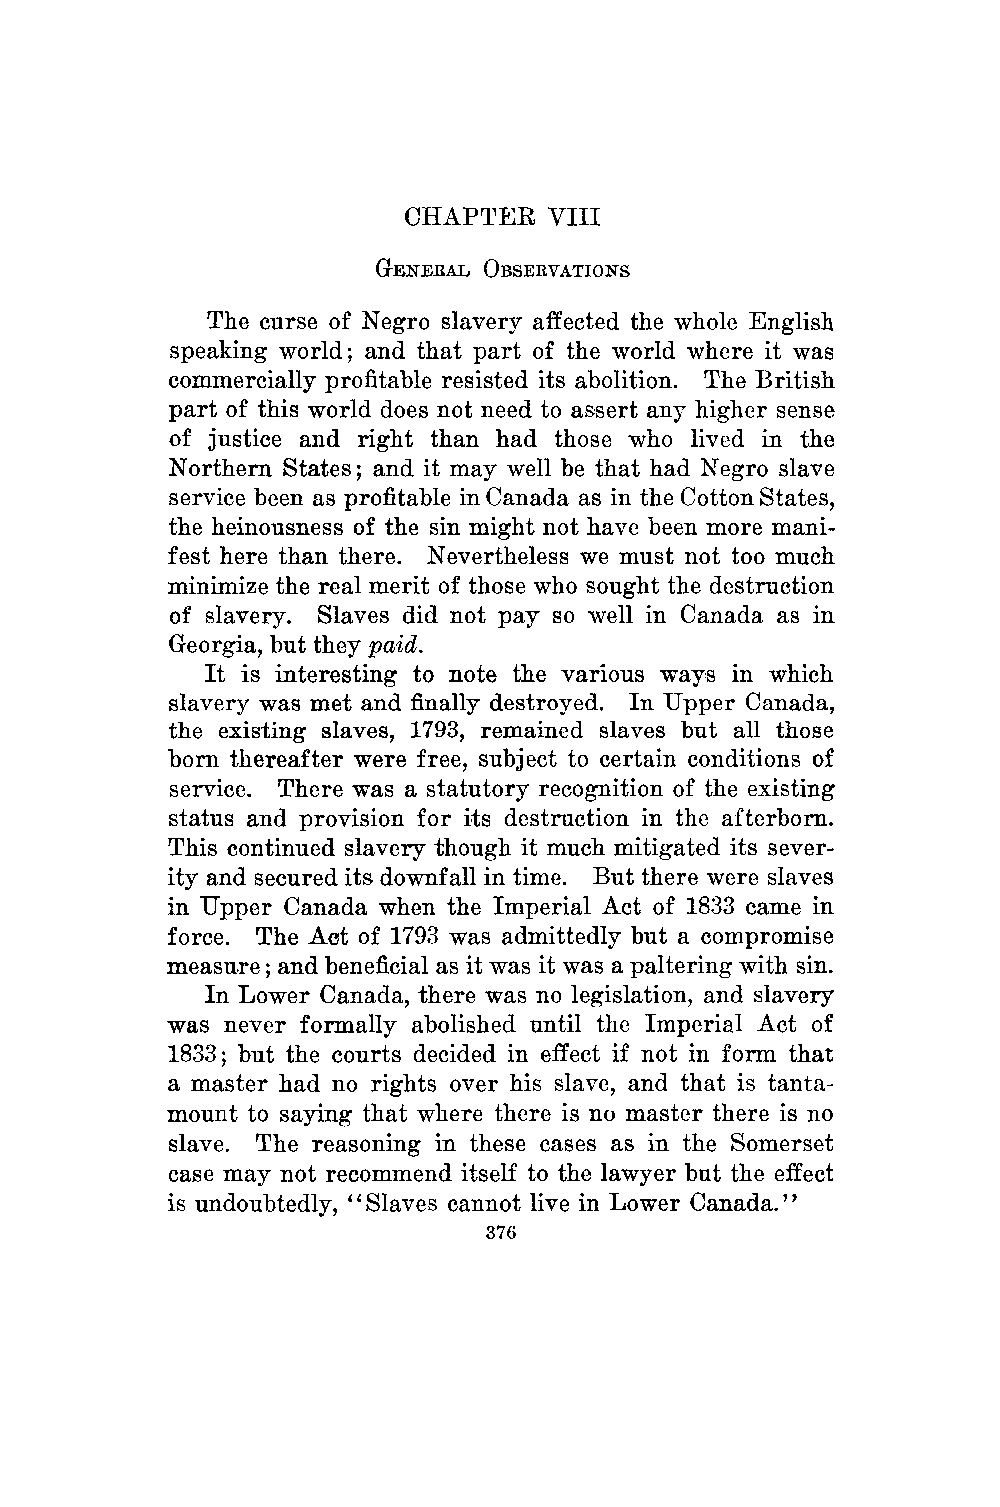 CHAPTER VIII
GENERAL OBSERVATIONS
The curse of Negro slavery affected the whole English
speaking world; and that part of the world where it was
commercially profitable resisted its abolition. The British
part of this world does not need to assert any higher sense
of justice and right than had those who lived in the
Northern States; and it may well be that had Negro slave
service been as profitable in Canada as in the Cotton States,
the heinousness of the sin might not have been more mani-
fest here than there. Nevertheless we must not too much
minimize the real merit of those who sought the destruction
of slavery. Slaves did not pay so well in Canada as in
Georgia, but they paid.
It is interesting to note the various ways in which
slavery was met and finally destroyed. In Upper Canada,
the existing slaves, 1793, remained slaves but all those
born thereafter were free, subject to certain conditions of
service. There was a statutory recognition of the existing
status and provision for its destruction in the afterborn.
This continued slavery though it much mitigated its sever-
ity and secured its downfall in time. But there were slaves
in Upper Canada when the Imperial Act of 1833 came in
force. The Act of 1793 was admittedly but a compromise
measure; and beneficial as it was it was a paltering with sin.
In Lower Canada, there was no legislation, and slavery
was never formally abolished until the Imperial Act of
1833; but the courts decided in effect if not in form that
a master had no rights over his slave, and that is tanta-
mount to saying that where there is no master there is no
slave. The reasoning in these cases as in the Somerset
case may not recommend itself to the lawyer but the effect
is undoubtedly, "Slaves cannot live in Lower Canada."
376